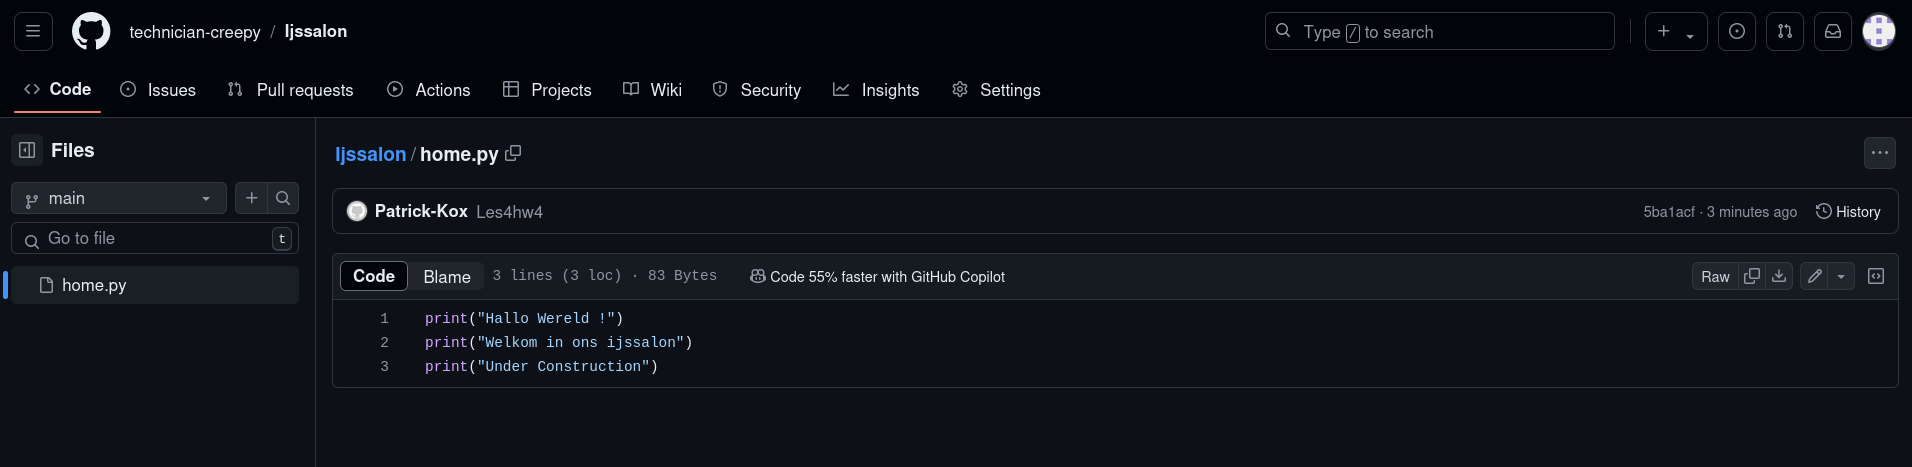 technician-creepy / Ijssalon
Type / to search
Code Issues Pull requests Actions Projects Wiki Security Insights Settings
Files
main
Go to file t
home.py
Ijssalon / home.py
Patrick-Kox Les4hw4 5ba1acf · 3 minutes ago History
Code Blame 3 lines (3 loc) · 83 Bytes Code 55% faster with GitHub Copilot Raw
1 print("Hallo Wereld !")
2 print("Welkom in ons ijssalon")
3 print("Under Construction")